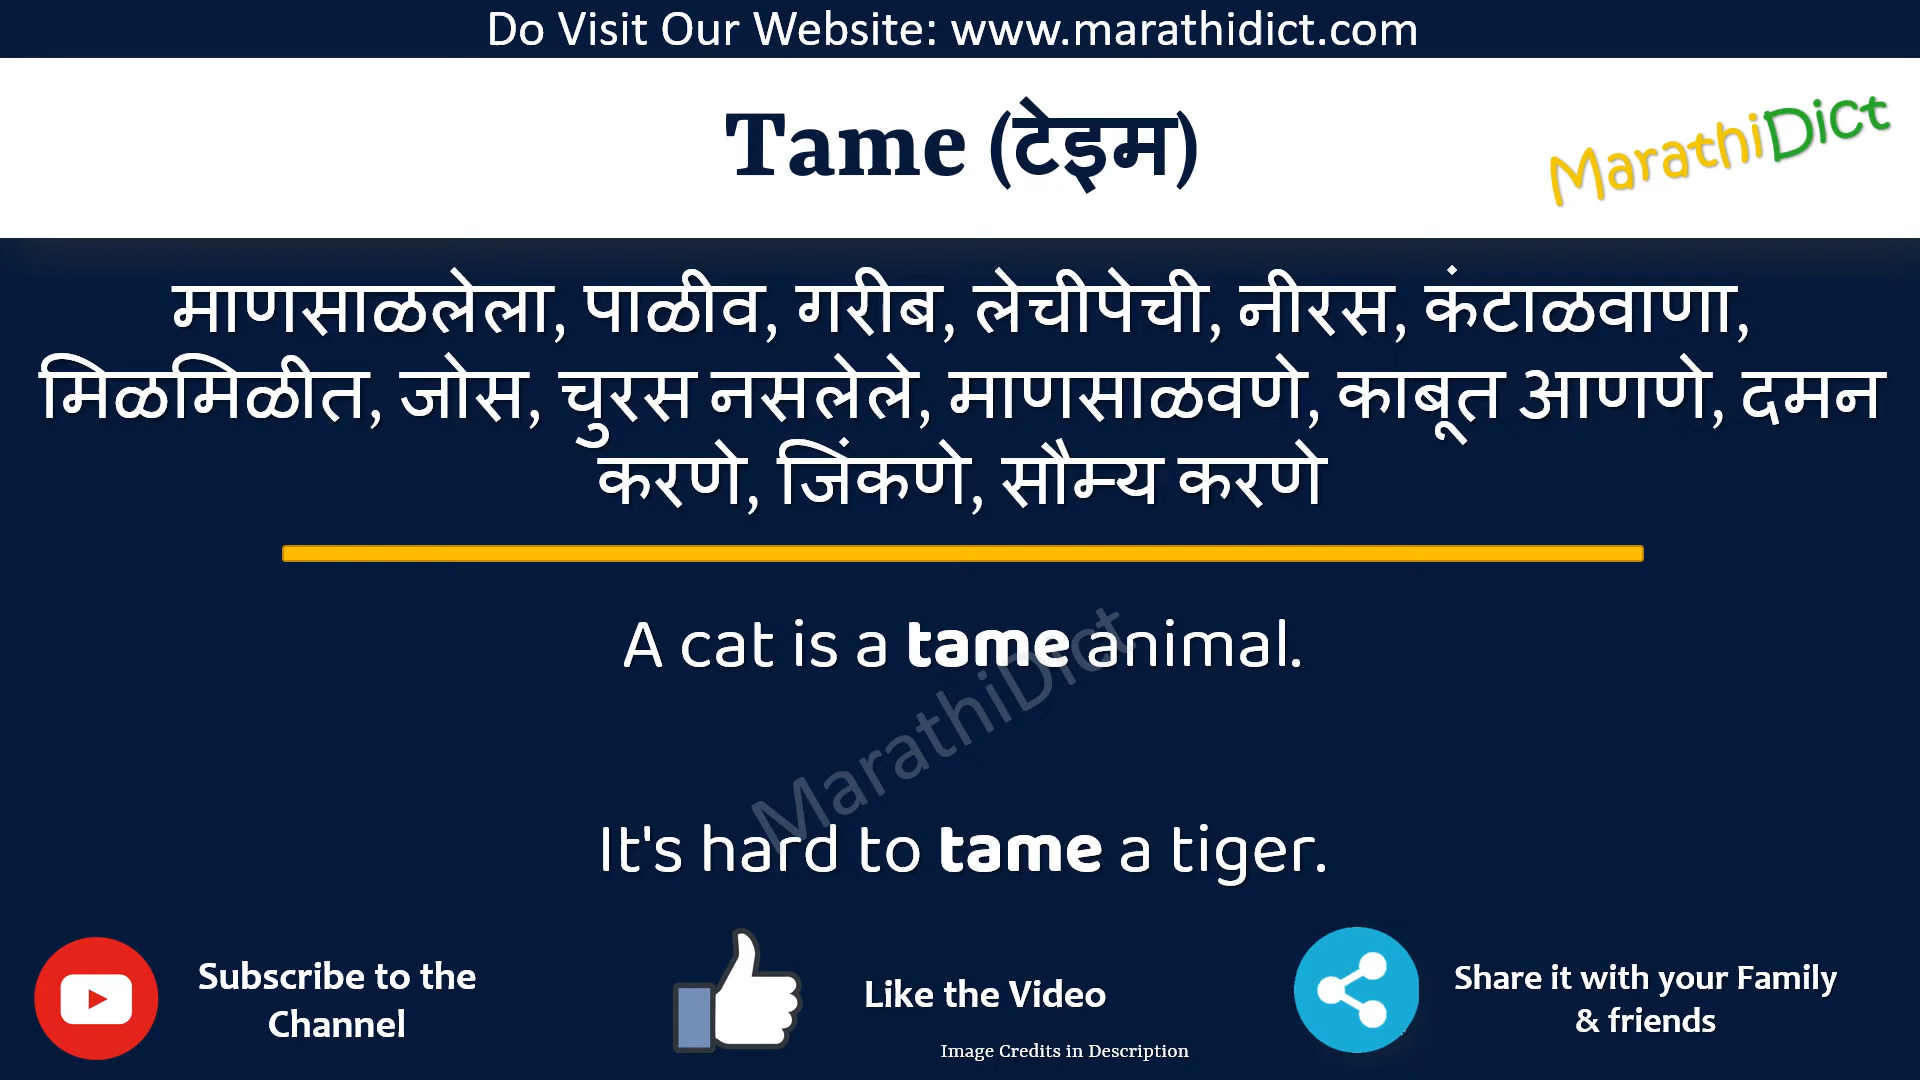 Do Visit Our Website: www.marathidict.com
Tame (टेइम)
MarathiDict
माणसाळलेला, पाळीव, गरीब, लेचीपेची, नीरस, कंटाळवाणा,
मिळमिळीत, जोस, चुरस नसलेले, माणसाळवणे, काबूत आणणे, दमन
करणे, जिंकणे, सौम्य करणे
A cat is a tame animal.
MarathiDict
It's hard to tame a tiger.
Subscribe to the
Channel
Like the Video
Share it with your Family
& friends
Image Credits in Description